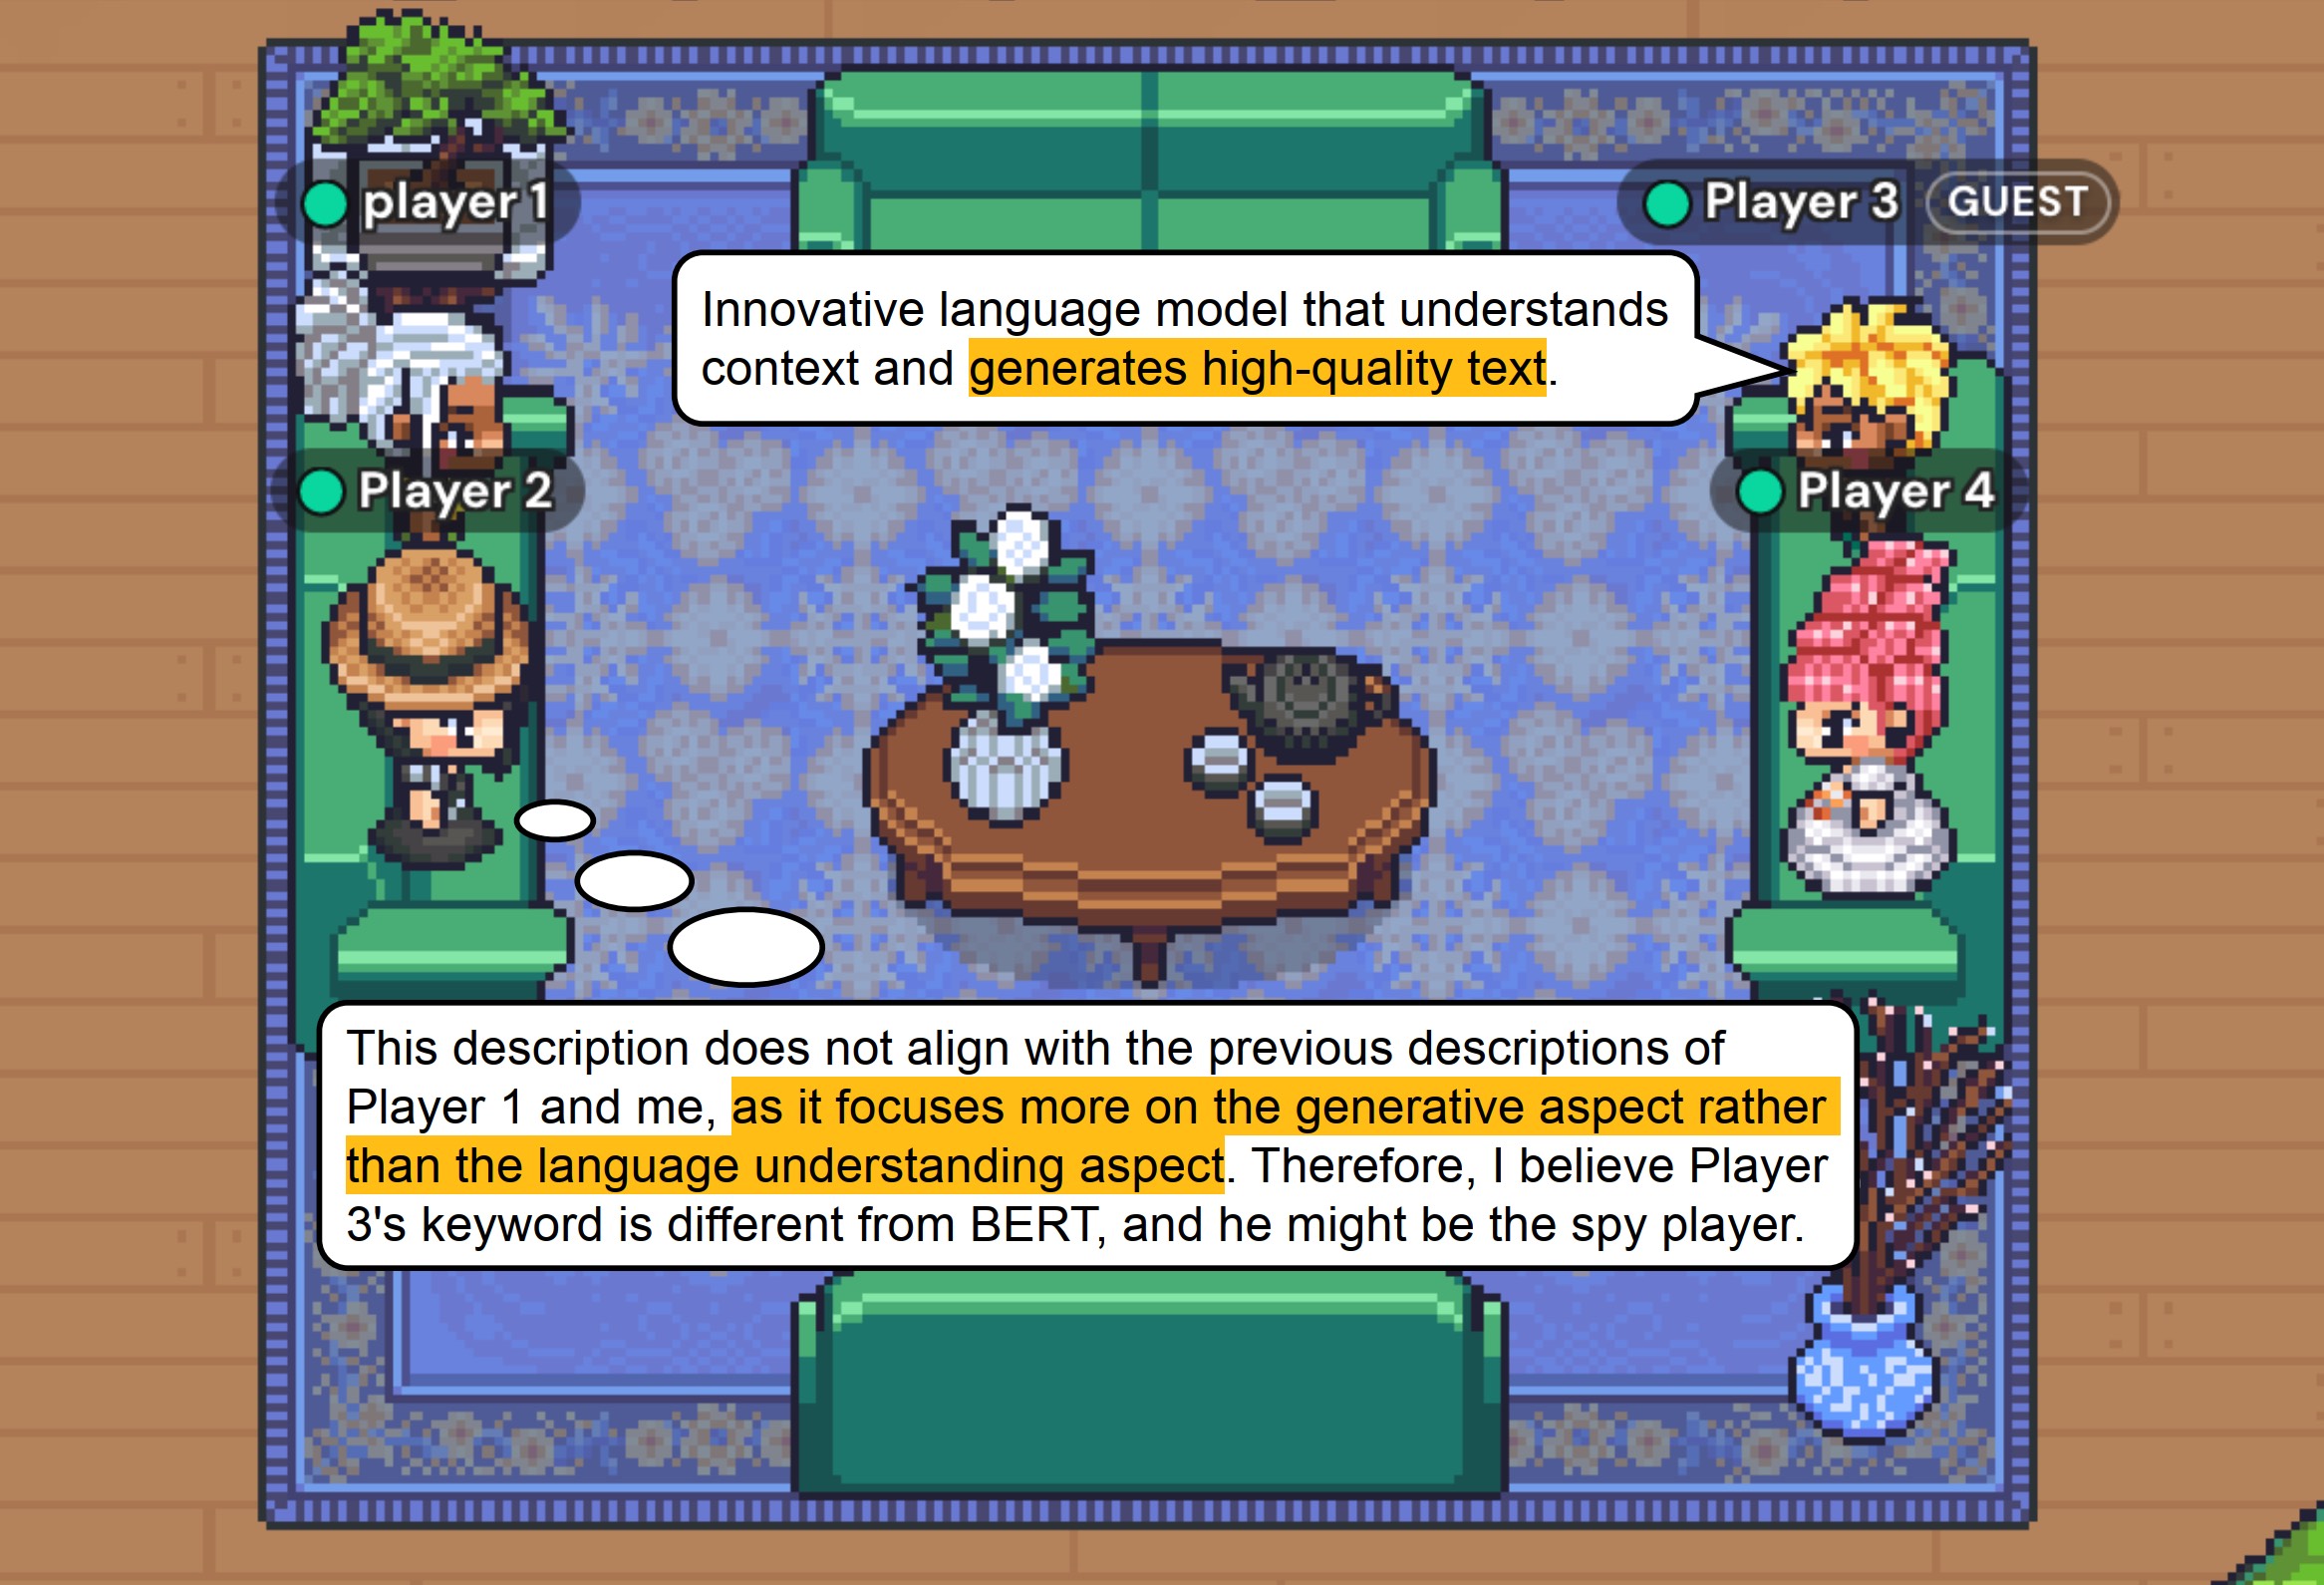 player 1
Player 3 GUEST
Innovative language model that understands
context and generates high-quality text.
Player 2
Player 4
This description does not align with the previous descriptions of
Player 1 and me, as it focuses more on the generative aspect rather
than the language understanding aspect. Therefore, I believe Player
3's keyword is different from BERT, and he might be the spy player.